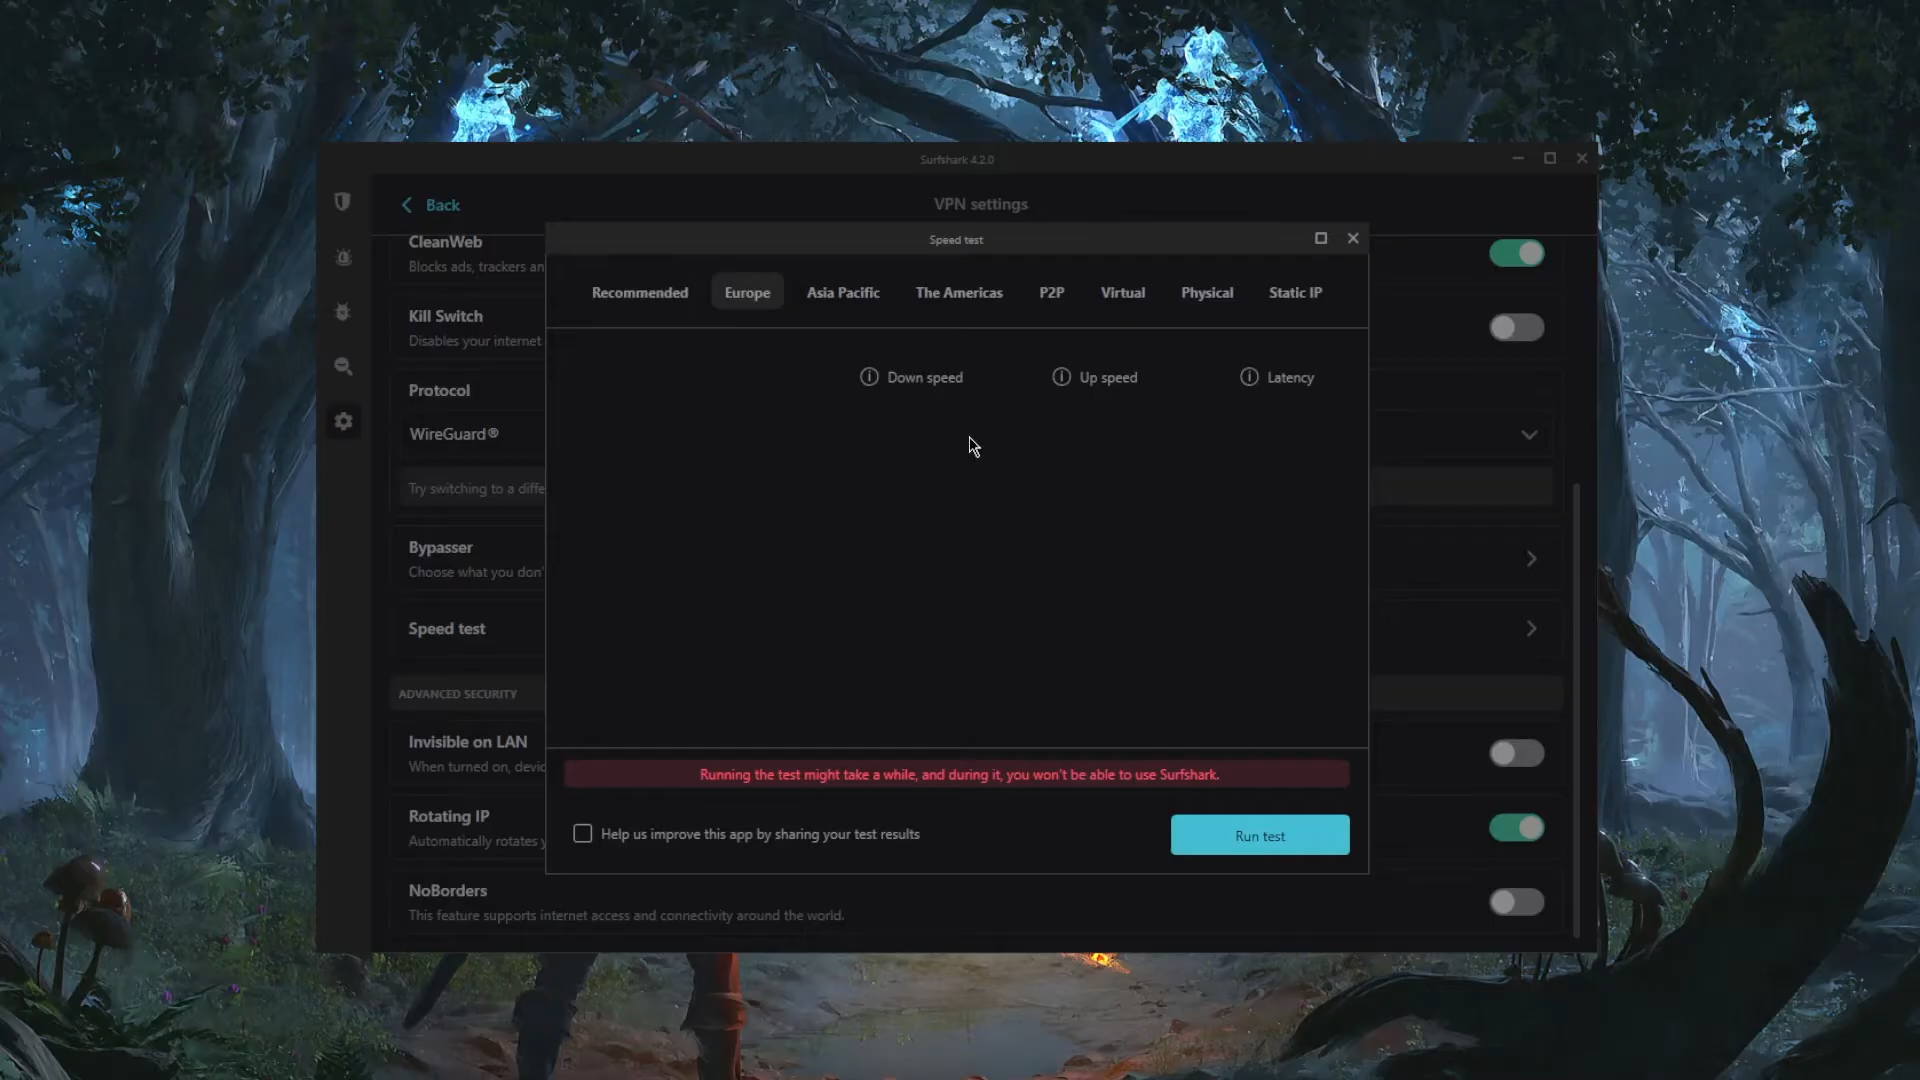 Surfshark 4.2.0
Back
VPN settings
CleanWeb
Blocks ads, trackers an
Kill Switch
Disables your internet
Protocol
WireGuard®
Try switching to a diffe
Bypasser
Choose what you don'
Speed test
ADVANCED SECURITY
Invisible on LAN
When turned on, devic
Rotating IP
Automatically rotates y
NoBorders
This feature supports internet access and connectivity around the world.
Speed test
Recommended Europe Asia Pacific The Americas P2P Virtual Physical Static IP
Down speed Up speed Latency
Running the test might take a while, and during it, you won't be able to use Surfshark.
Help us improve this app by sharing your test results
Run test